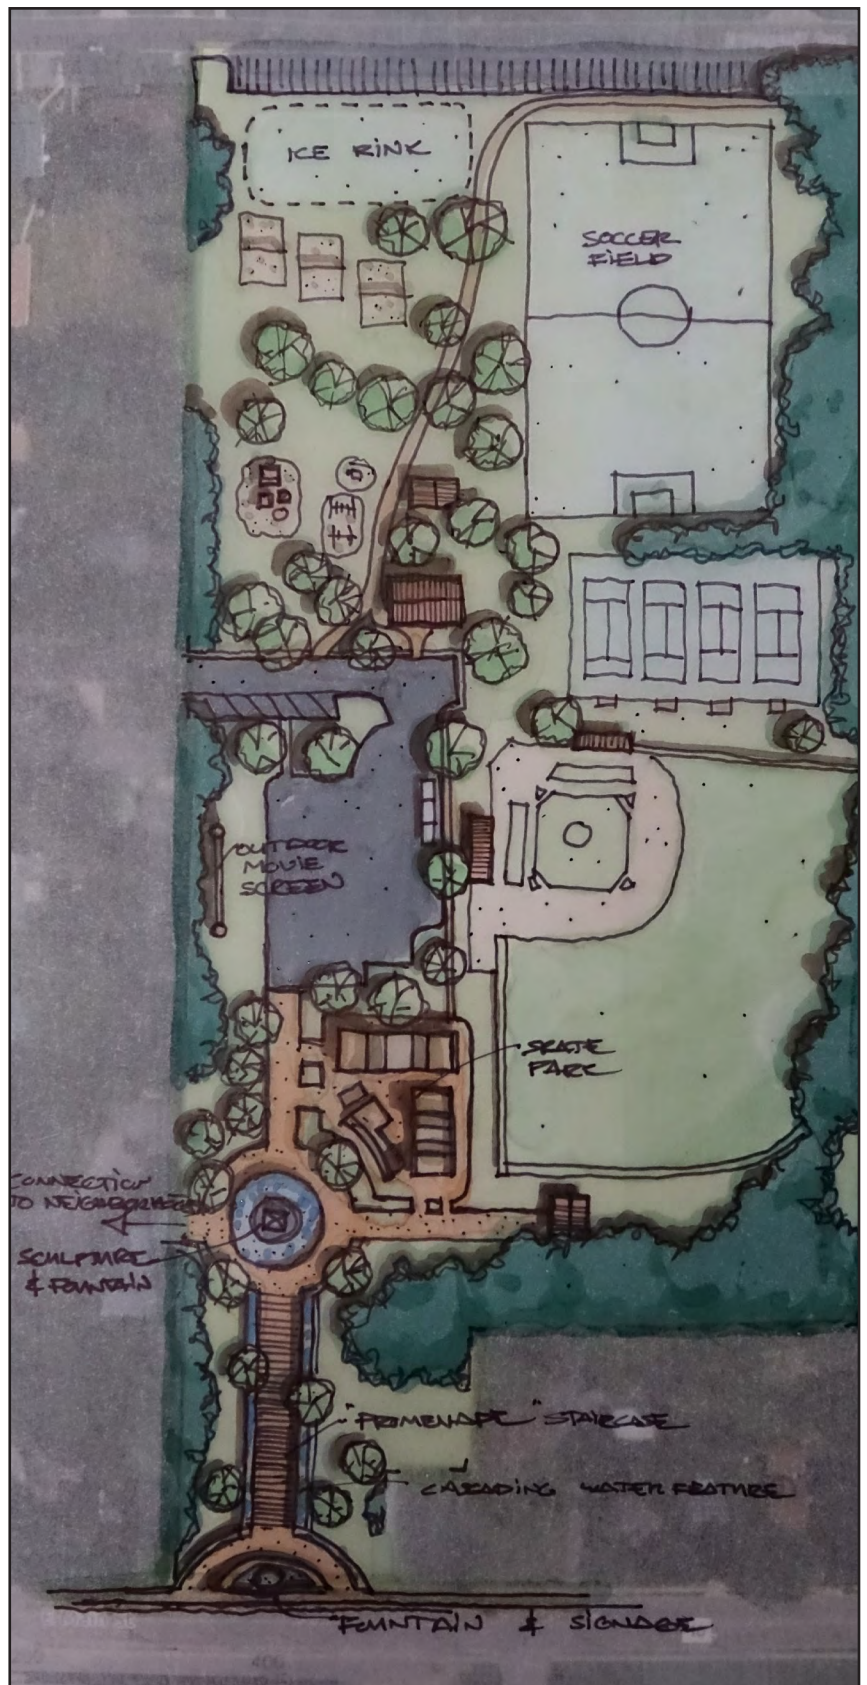 ICE RINK
SOCCER
FIELD
OUTDOOR
MOVIE
SCREEN
SKATE
PARK
CONNECTION
TO NEIGHBORHOOD
SCULPTURE
& FOUNTAIN
"PROMENADE" STAIRCASE
CASCADING WATER FEATURE
FOUNTAIN & SIGNAGE
400